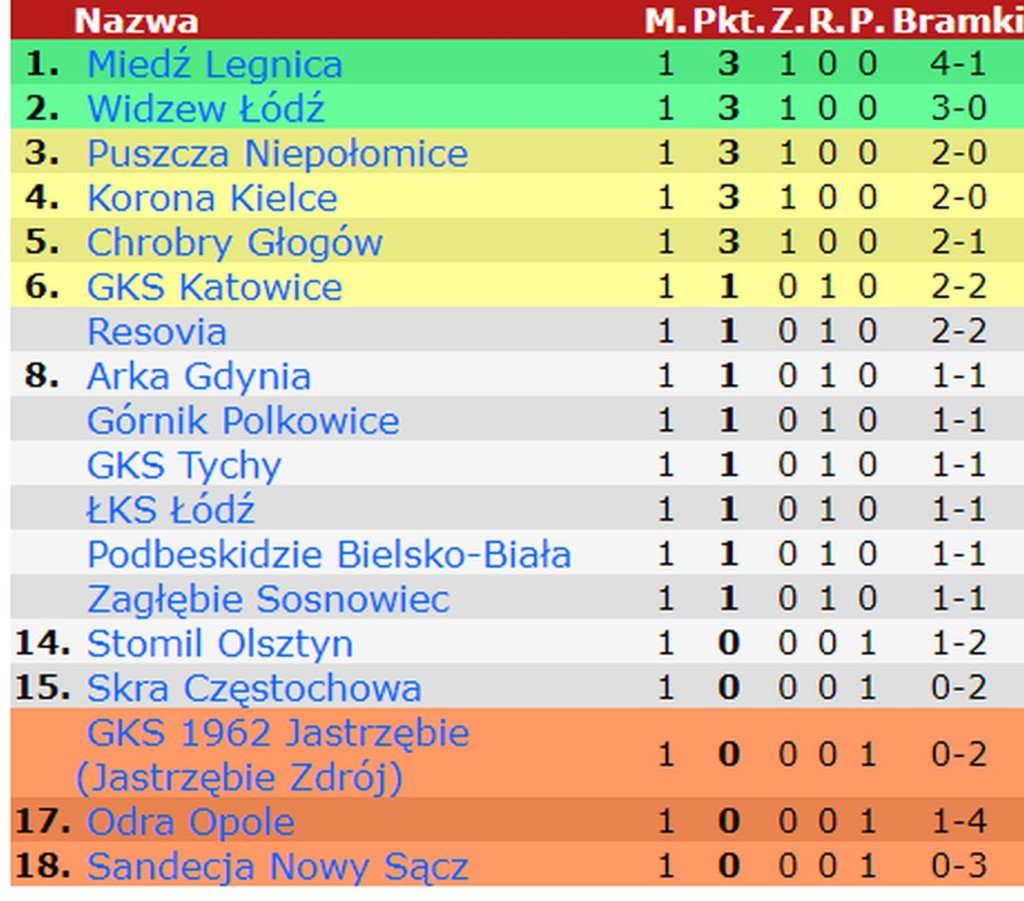 Nazwa M. Pkt. Z. R. P. Bramki
1. Miedź Legnica 1 3 1 0 0 4-1
2. Widzew Łódź 1 3 1 0 0 3-0
3. Puszcza Niepołomice 1 3 1 0 0 2-0
4. Korona Kielce 1 3 1 0 0 2-0
5. Chrobry Głogów 1 3 1 0 0 2-1
6. GKS Katowice 1 1 0 1 0 2-2
Resovia 1 1 0 1 0 2-2
8. Arka Gdynia 1 1 0 1 0 1-1
Górnik Polkowice 1 1 0 1 0 1-1
GKS Tychy 1 1 0 1 0 1-1
ŁKS Łódź 1 1 0 1 0 1-1
Podbeskidzie Bielsko-Biała 1 1 0 1 0 1-1
Zagłębie Sosnowiec 1 1 0 1 0 1-1
14. Stomil Olsztyn 1 0 0 0 1 1-2
15. Skra Częstochowa 1 0 0 0 1 0-2
GKS 1962 Jastrzębie
(Jastrzębie Zdrój) 1 0 0 0 1 0-2
17. Odra Opole 1 0 0 0 1 1-4
18. Sandecja Nowy Sącz 1 0 0 0 1 0-3